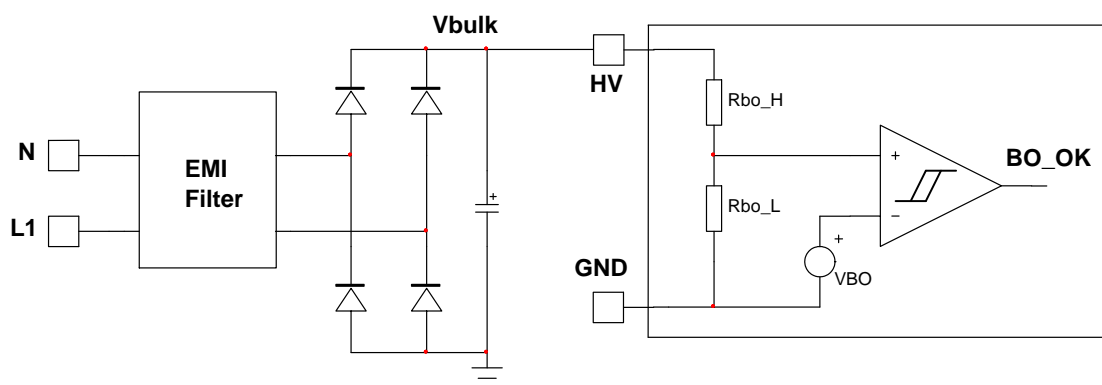 Vbulk
HV
Rbo_H
N
EMI
Filter
+
BO_OK
+
Rbo_L
−
L1
+
GND
VBO